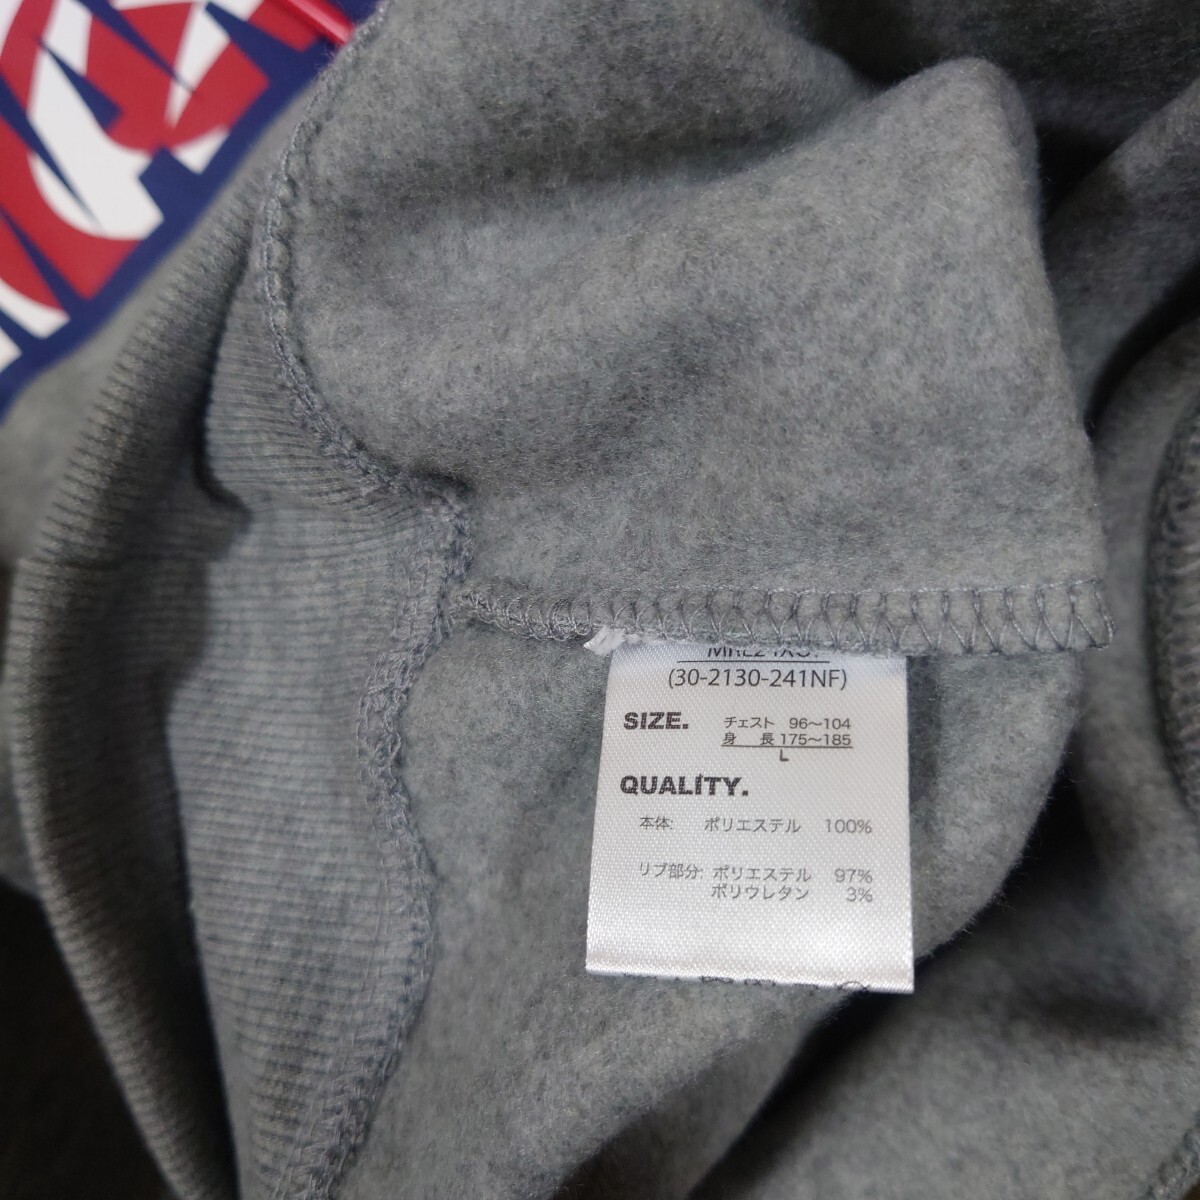 (30-2130-241NF)
SIZE. チェスト 96～104
身 長 175～185
L
QUALITY.
本体: ポリエステル 100%
リブ部分: ポリエステル 97%
ポリウレタン 3%